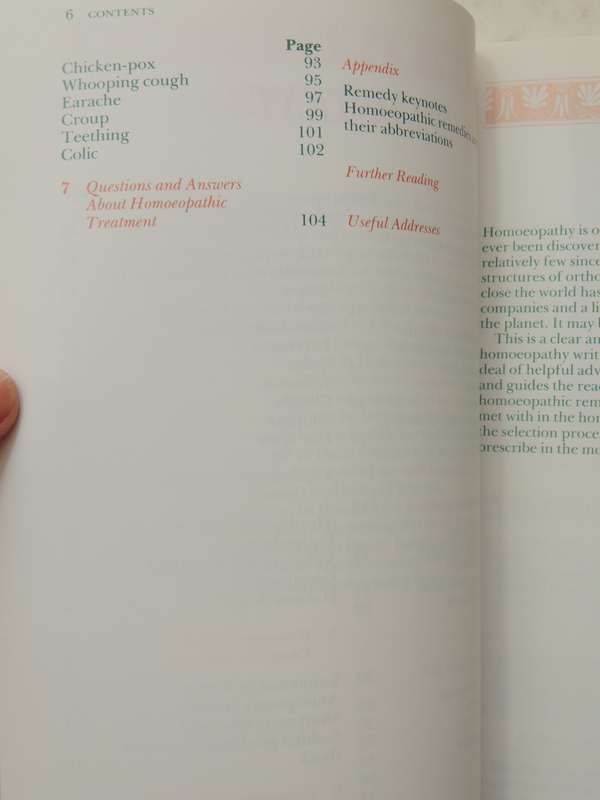 6 CONTENTS
Page
Chicken-pox 93
Whooping cough 95
Earache 97
Croup 99
Teething 101
Colic 102
7 Questions and Answers
About Homoeopathic
Treatment 104
Appendix
Remedy keynotes
Homoeopathic remedies
their abbreviations
Further Reading
Useful Addresses
Homoeopathy is o
ever been discover
relatively few since
structures of ortho
close the world has
companies and a li
the planet. It may b
This is a clear an
homoeopathy writ
deal of helpful adv
and guides the rea
homoeopathic rem
met with in the hom
the selection proce
prescribe in the mo